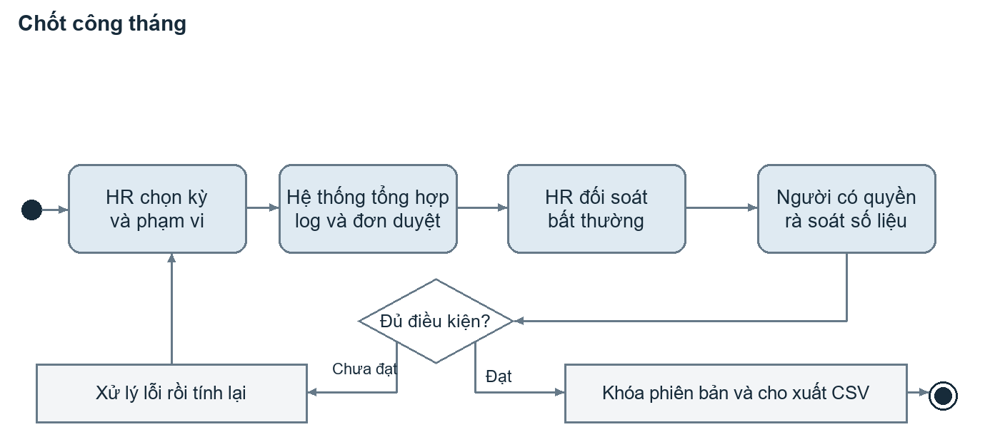 Chốt công tháng
HR chọn kỳ
và phạm vi
Hệ thống tổng hợp
log và đơn duyệt
HR đối soát
bất thường
Người có quyền
rà soát số liệu
Đủ điều kiện?
Chưa đạt
Đạt
Xử lý lỗi rồi tính lại
Khóa phiên bản và cho xuất CSV